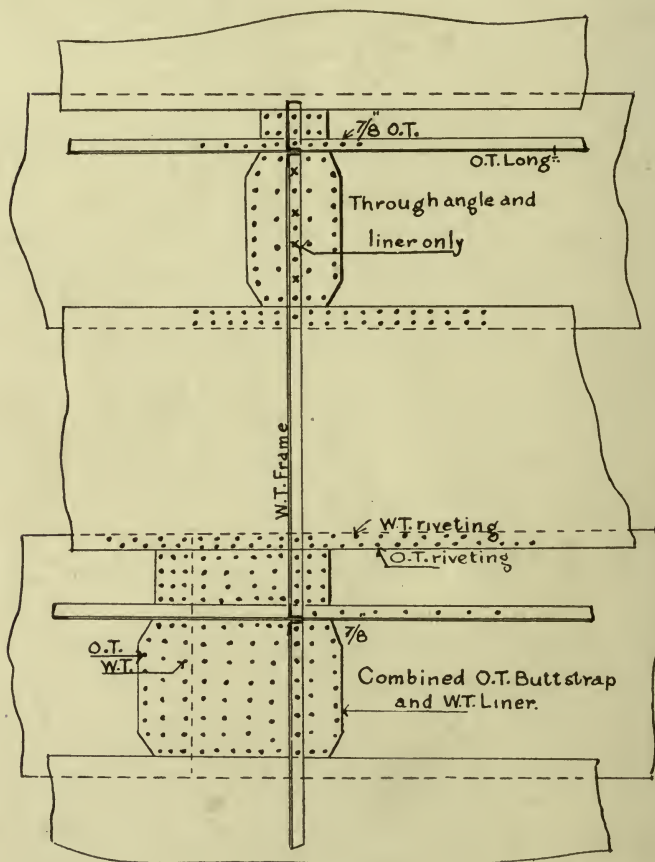 7/8" O.T.
O.T. Long±
Through angle and
liner only
W.T. Frame
W.T. riveting
O.T. riveting
7/8"
O.T.
W.T.
Combined O.T. Buttstrap
and W.T. Liner.